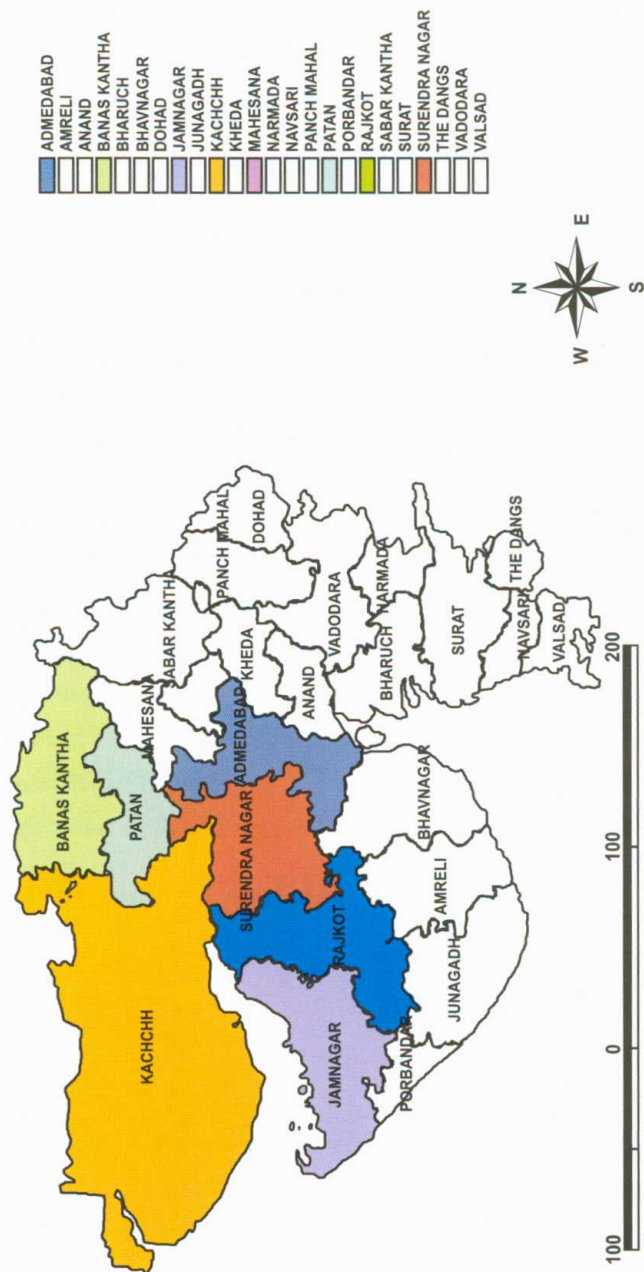 ADMEDABAD
AMRELI
ANAND
BANAS KANTHA
BHARUCH
BHAVNAGAR
DOHAD
JAMNAGAR
JUNAGADH
KACHCHH
KHEDA
MAHESANA
NARMADA
NAVSARI
PANCH MAHAL
PATAN
PORBANDAR
RAJKOT
SABAR KANTHA
SURAT
SURENDRA NAGAR
THE DANGS
VADODARA
VALSAD
N
E
S
W
BANAS KANTHA
PATAN
MAHESANA
ABAR KANTHA
KACHCHH
SURENDRA NAGAR
ADMEDABAD
KHEDA
PANCH MAHAL
DOHAD
ANAND
VADODARA
JAMNAGAR
RAJKOT
PORBANDAR
JUNAGADH
AMRELI
BHAVNAGAR
BHARUCH
NARMADA
SURAT
NAVSARI
THE DANGS
VALSAD
100
0
100
200